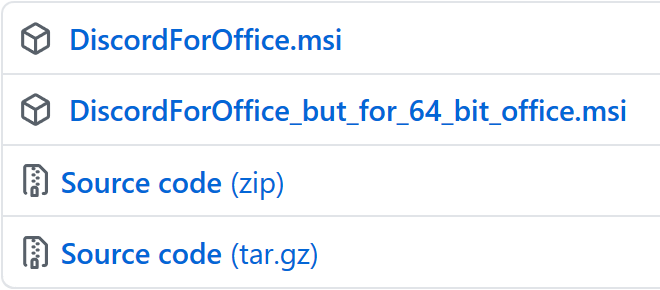 DiscordForOffice.msi
DiscordForOffice_but_for_64_bit_office.msi
Source code (zip)
Source code (tar.gz)